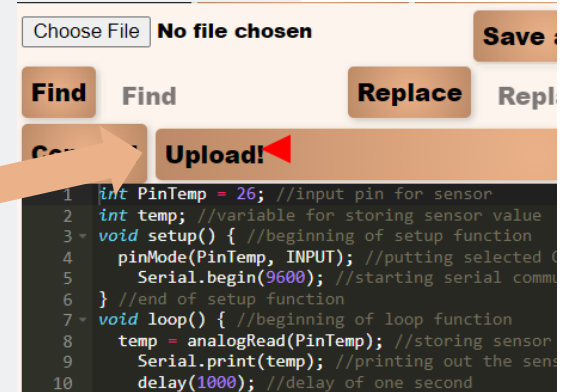 Choose File No file chosen
Save
Find Find Replace
Upload!
1 int PinTemp = 26; //input pin for sensor
2 int temp; //variable for storing sensor value
3 void setup() { //beginning of setup function
4 pinMode(PinTemp, INPUT); //putting selected
5 Serial.begin(9600); //starting serial
6 } //end of setup function
7 void loop() { //beginning of loop function
8 temp = analogRead(PinTemp); //storing sensor
9 Serial.print(temp); //printing out the
10 delay(1000); //delay of one second